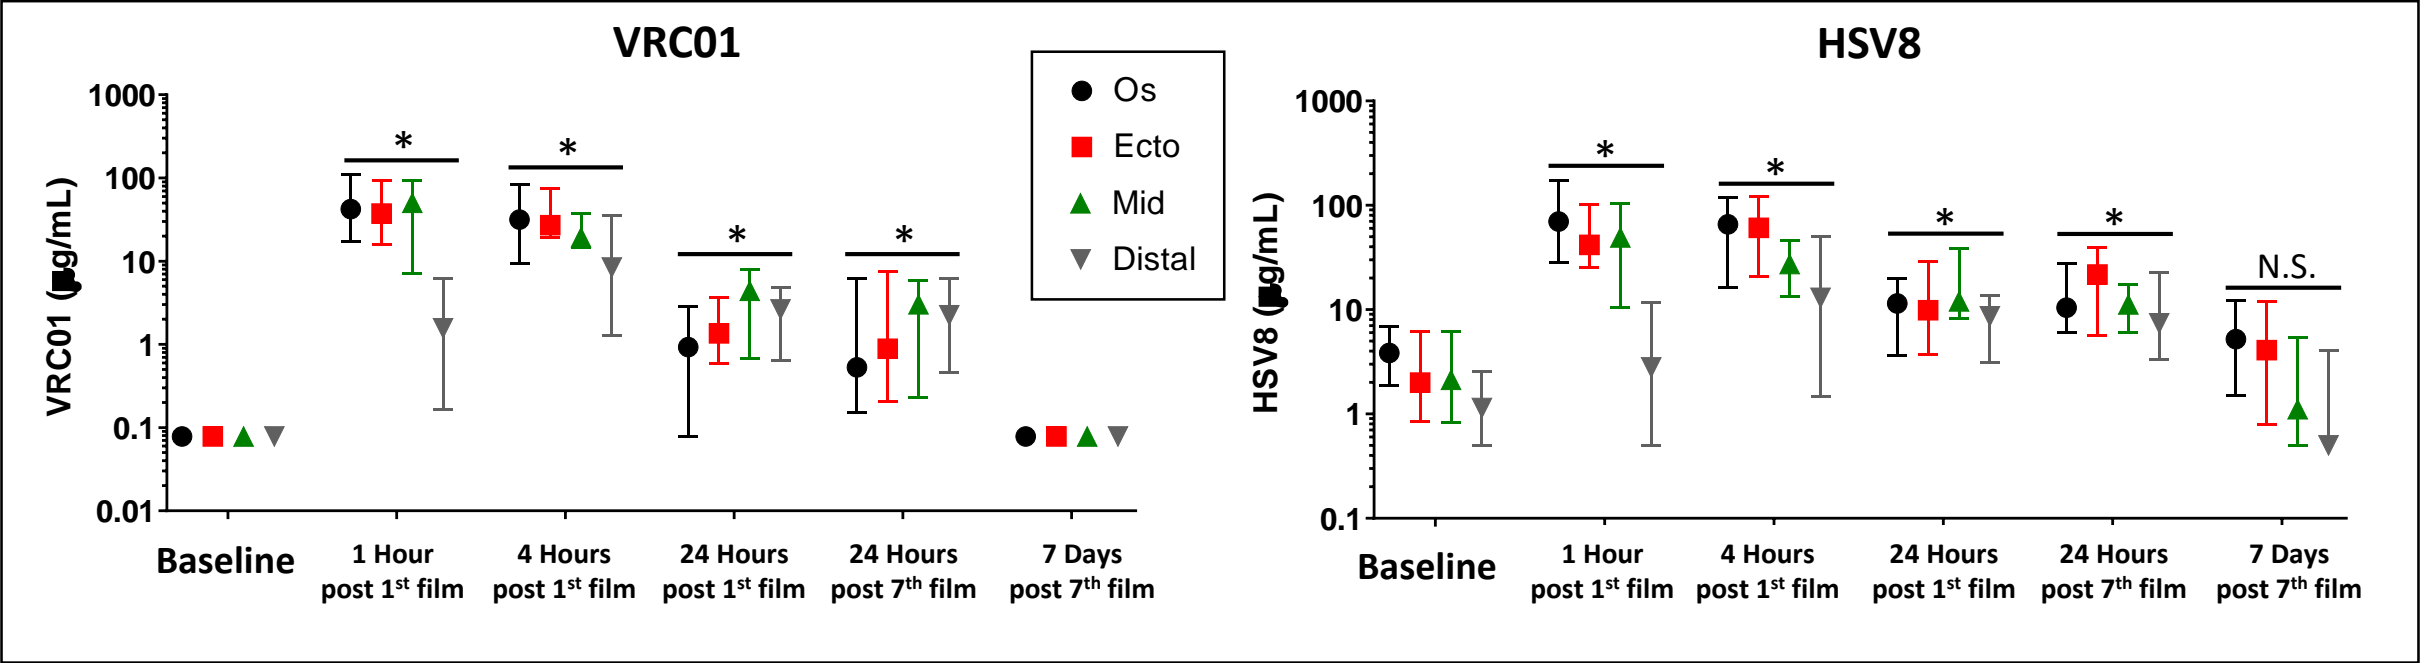 VRC01
HSV8
Os
Ecto
Mid
Distal
VRC01 (μg/mL)
1000
100
10
1
0.1
0.01
*
*
*
*
Baseline
1 Hour
post 1st film
4 Hours
post 1st film
24 Hours
post 1st film
24 Hours
post 7th film
7 Days
post 7th film
HSV8 (μg/mL)
1000
100
10
1
0.1
*
*
*
*
N.S.
Baseline
1 Hour
post 1st film
4 Hours
post 1st film
24 Hours
post 1st film
24 Hours
post 7th film
7 Days
post 7th film